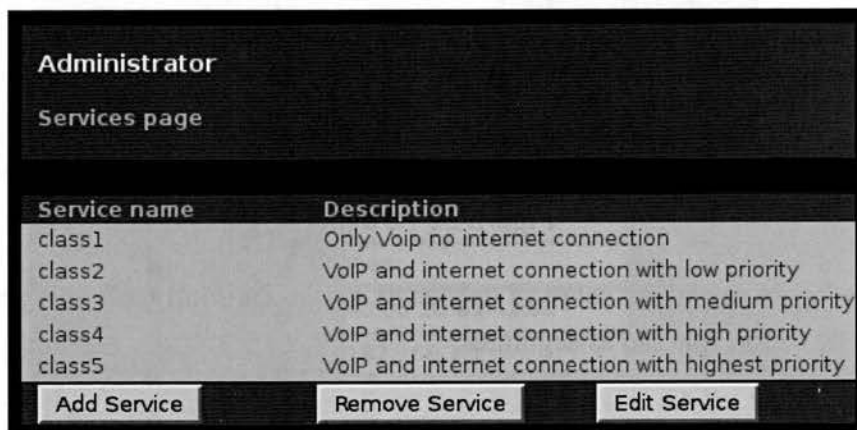 Administrator
Services page
Service name Description
class1 Only Voip no internet connection
class2 VoIP and internet connection with low priority
class3 VoIP and internet connection with medium priority
class4 VoIP and internet connection with high priority
class5 VoIP and internet connection with highest priority
Add Service Remove Service Edit Service